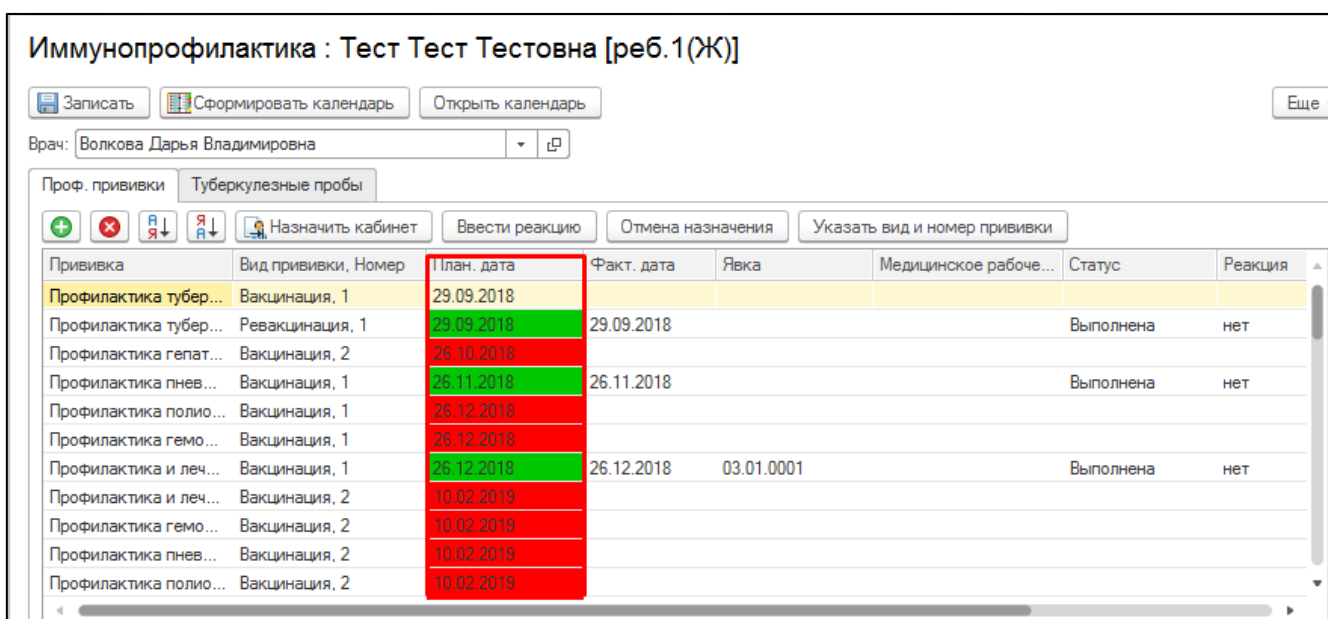 Иммунопрофилактика : Тест Тест Тестовна [реб.1(Ж)]
Записать Сформировать календарь Открыть календарь Еще
Врач: Волкова Дарья Владимировна
Проф. прививки Туберкулезные пробы
Назначить кабинет Ввести реакцию Отмена назначения Указать вид и номер прививки
Прививка Вид прививки, Номер План. дата Факт. дата Явка Медицинское рабоче... Статус Реакция
Профилактика тубер... Вакцинация, 1 29.09.2018
Профилактика тубер... Ревакцинация, 1 29.09.2018 29.09.2018 Выполнена нет
Профилактика гепат... Вакцинация, 2 26.10.2018
Профилактика пнев... Вакцинация, 1 26.11.2018 26.11.2018 Выполнена нет
Профилактика полио... Вакцинация, 1 26.12.2018
Профилактика гемо... Вакцинация, 1 26.12.2018
Профилактика и леч... Вакцинация, 1 26.12.2018 26.12.2018 03.01.0001 Выполнена нет
Профилактика и леч... Вакцинация, 2 10.02.2019
Профилактика гемо... Вакцинация, 2 10.02.2019
Профилактика пнев... Вакцинация, 2 10.02.2019
Профилактика полио... Вакцинация, 2 10.02.2019